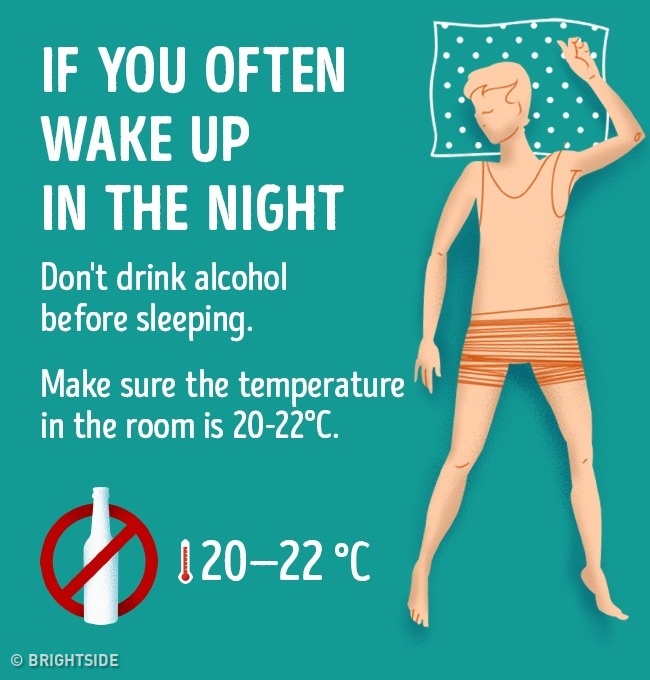 IF YOU OFTEN
WAKE UP
IN THE NIGHT
Don't drink alcohol
before sleeping.
Make sure the temperature
in the room is 20-22°C.
20–22 °C
© BRIGHTSIDE